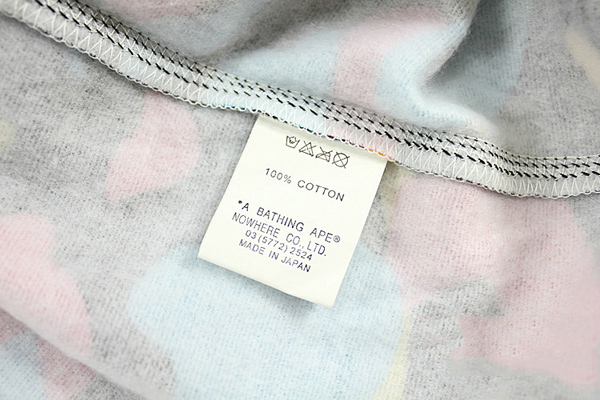 100% COTTON
*A BATHING APE®
NOWHERE CO., LTD.
03(5772)2524
MADE IN JAPAN